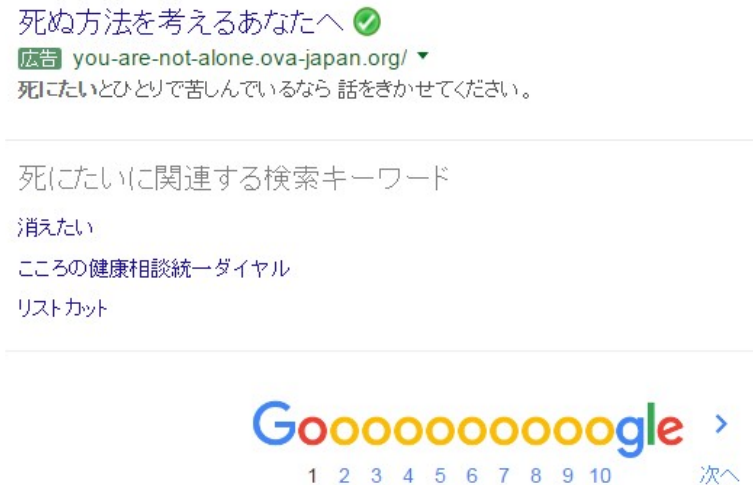 死ぬ方法を考えるあなたへ
広告 you-are-not-alone.ova-japan.org/
死にたいとひとりで苦しんでいるなら 話をきかせてください。
死にたいに関連する検索キーワード
消えたい
こころの健康相談統一ダイヤル
リストカット
Goooooooooogle
1 2 3 4 5 6 7 8 9 10 次へ